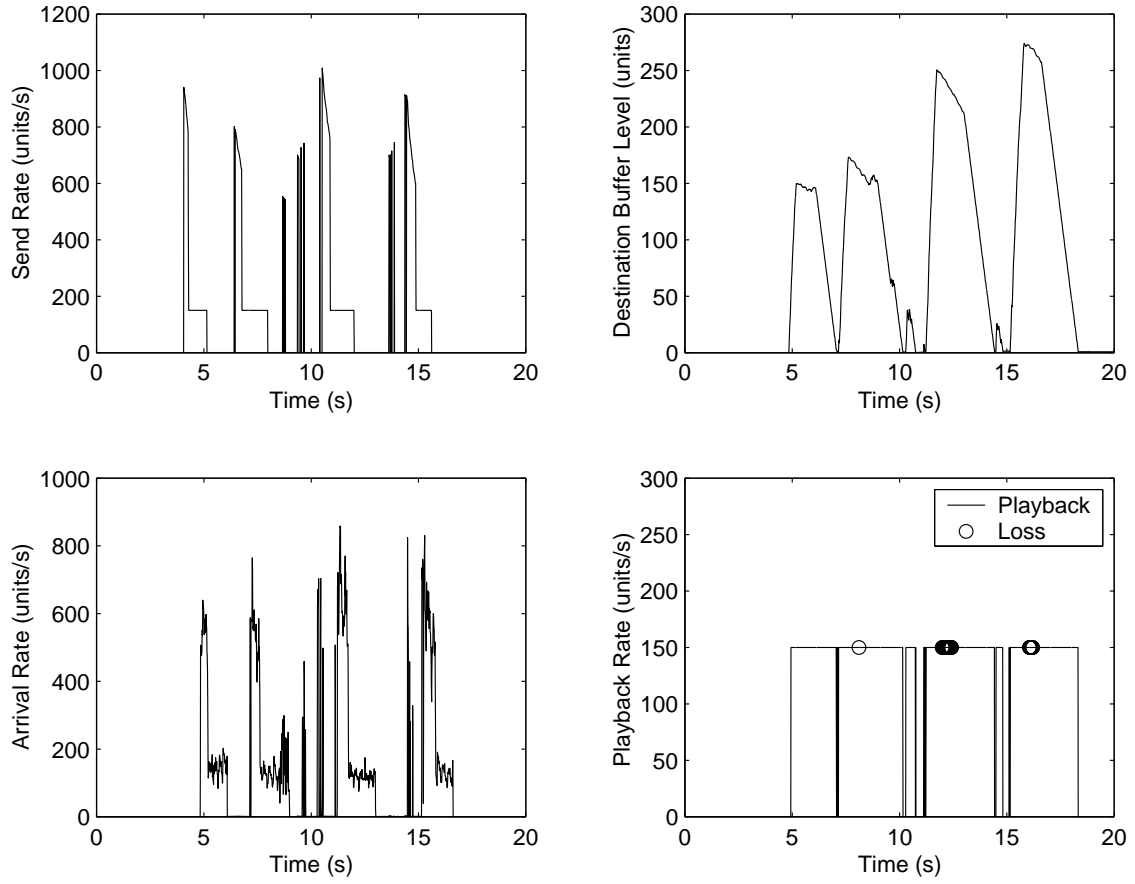 1200
1000
800
600
400
200
0
0 5 10 15 20
Time (s)
Send Rate (units/s)
300
250
200
150
100
50
0
0 5 10 15 20
Time (s)
Destination Buffer Level (units)
1000
800
600
400
200
0
0 5 10 15 20
Time (s)
Arrival Rate (units/s)
300
250
200
150
100
50
0
0 5 10 15 20
Time (s)
Playback Rate (units/s)
Playback
Loss